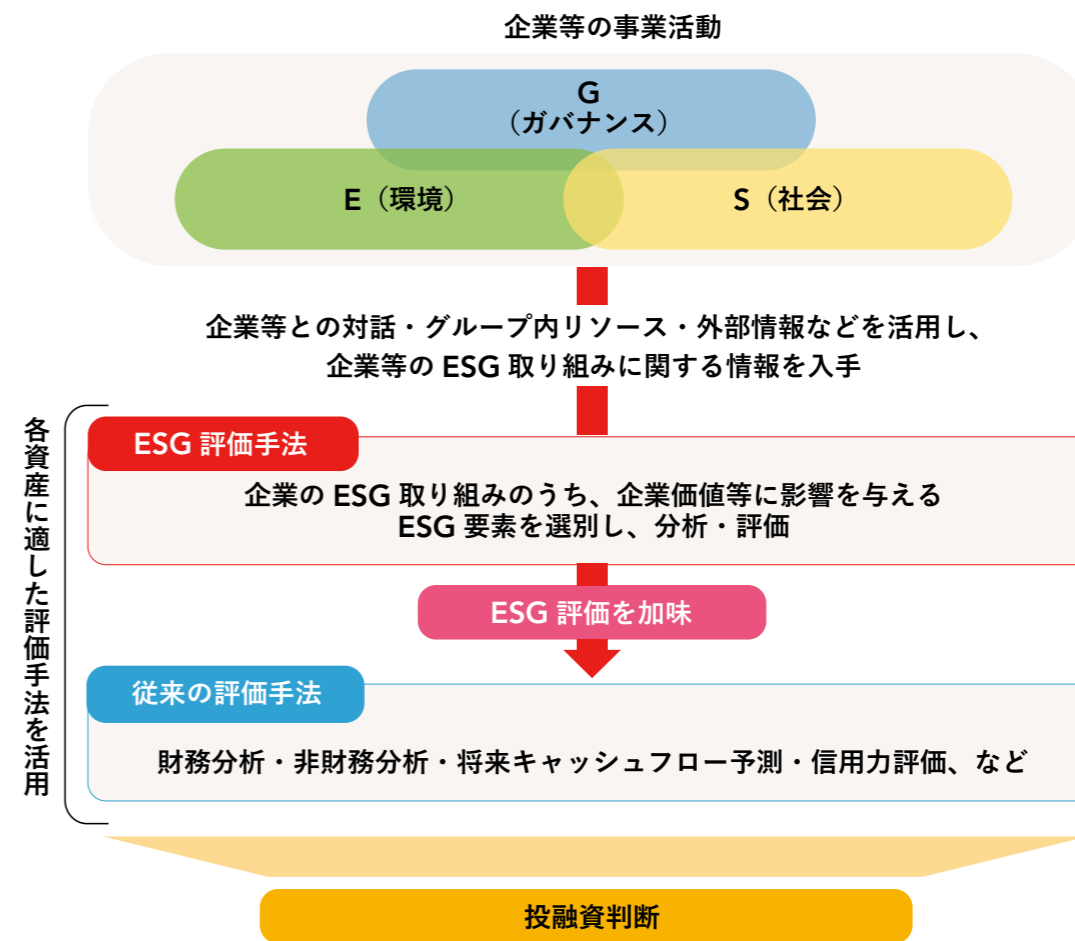 企業等の事業活動
G
（ガバナンス）
E（環境）
S（社会）
企業等との対話・グループ内リソース・外部情報などを活用し、
企業等の ESG 取り組みに関する情報を入手
各資産に適した評価手法を活用
ESG 評価手法
企業の ESG 取り組みのうち、企業価値等に影響を与える
ESG 要素を選別し、分析・評価
ESG 評価を加味
従来の評価手法
財務分析・非財務分析・将来キャッシュフロー予測・信用力評価、など
投融資判断